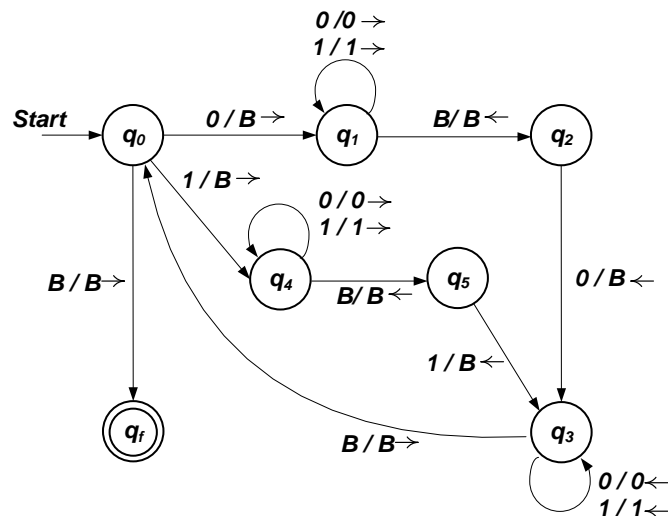 0/0→
1/1→
Start
q0
0/B→
q1
B/B←
q2
1/B→
0/0→
1/1→
B/B→
q4
B/B←
q5
0/B←
1/B←
qf
B/B→
q3
0/0←
1/1←